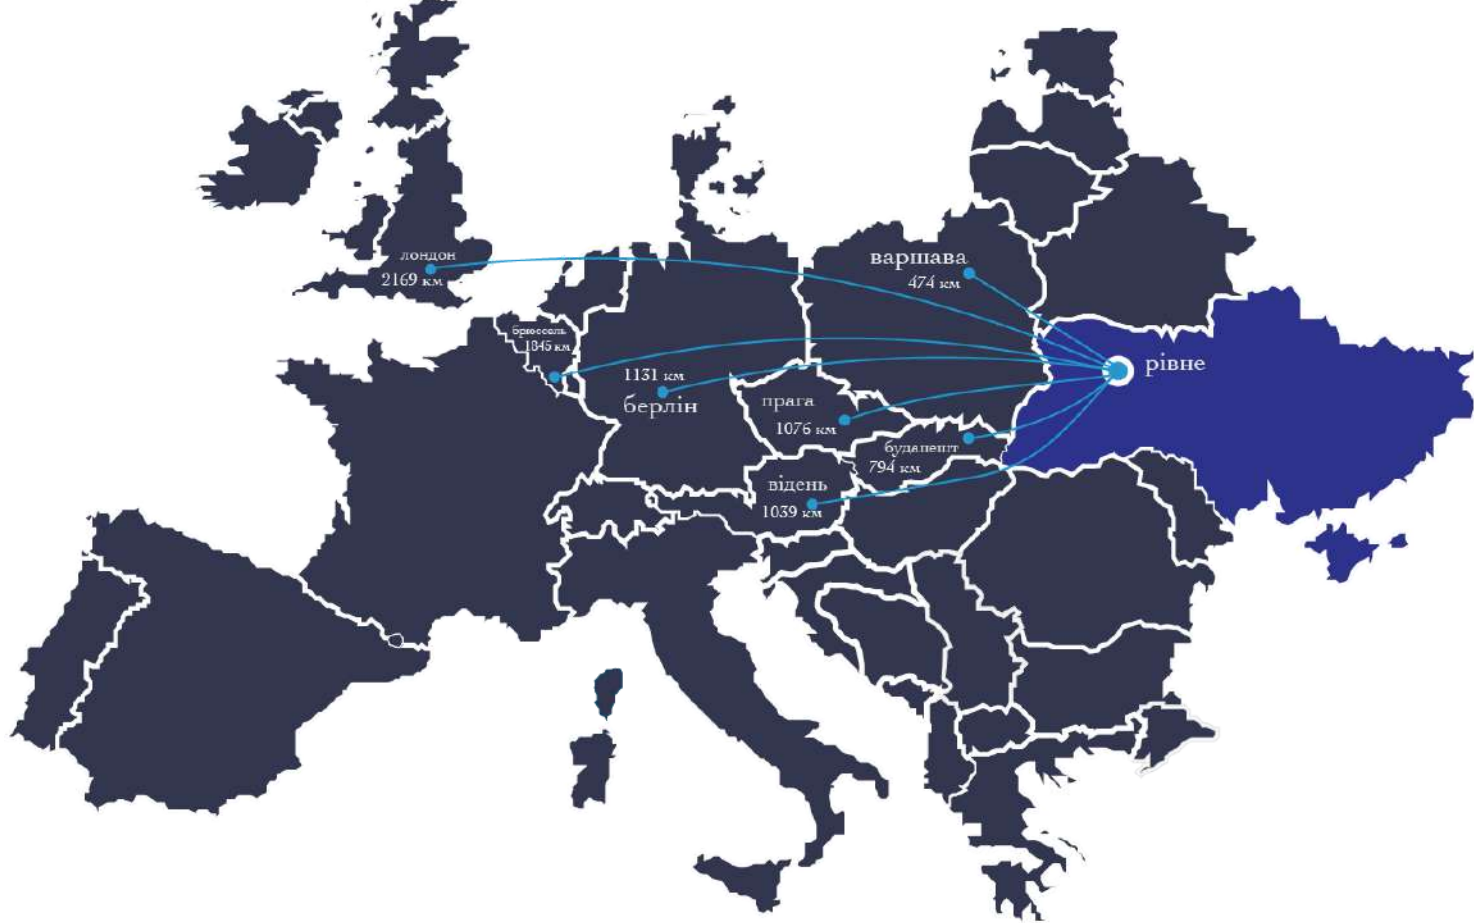 лондон
2169 км
варшава
474 км
брюссель
1845 км
1131 км
берлін
рівне
прага
1076 км
будапешт
794 км
відень
1039 км